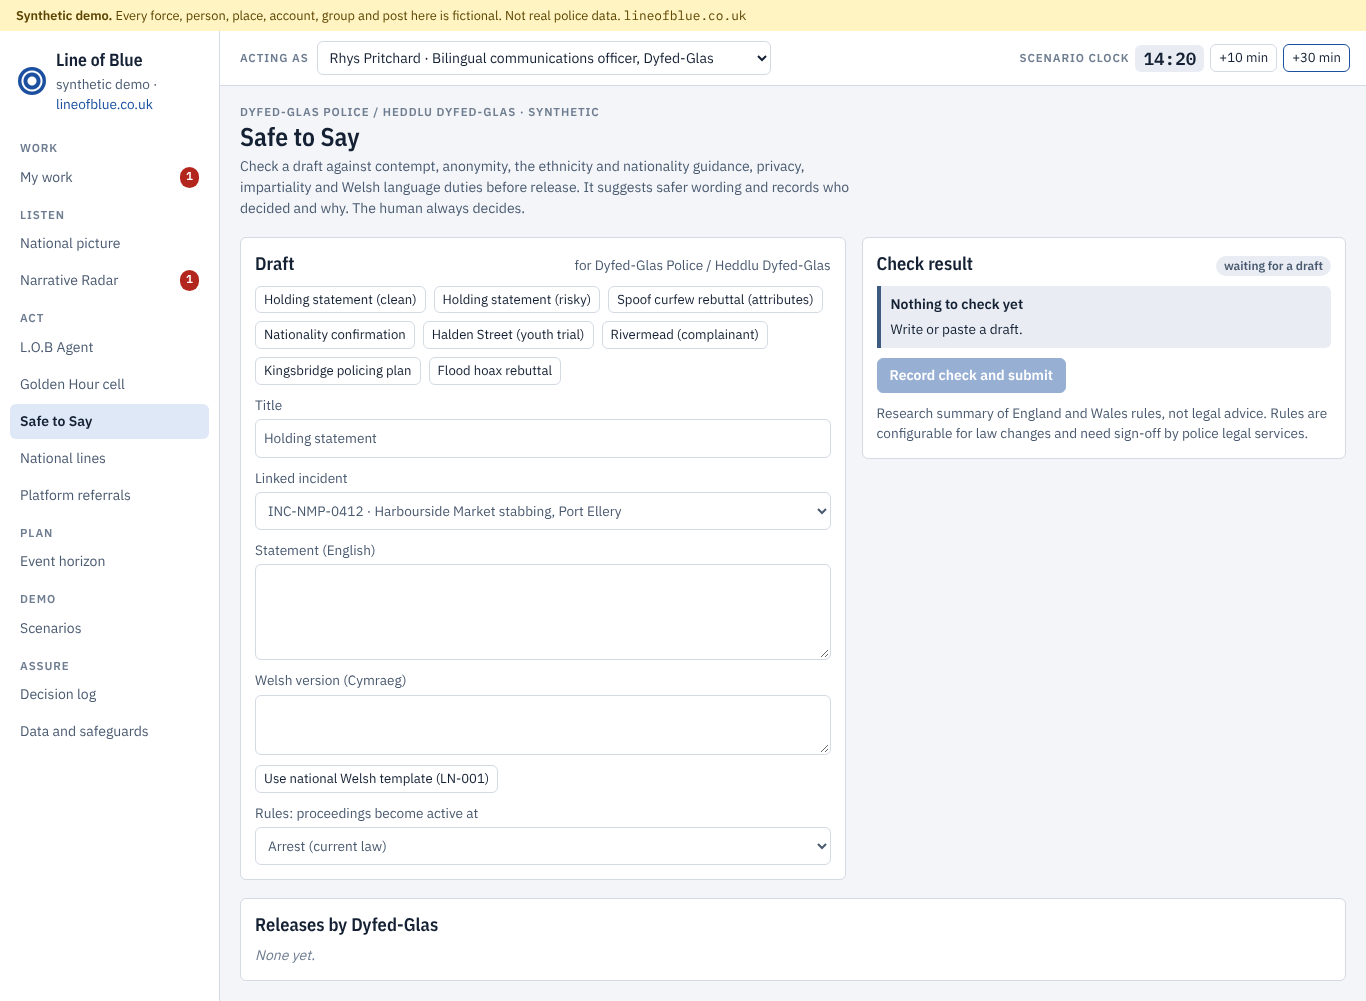 Synthetic demo. Every force, person, place, account, group and post here is fictional. Not real police data. lineofblue.co.uk
Line of Blue
synthetic demo ·
lineofblue.co.uk
WORK
My work 1
LISTEN
National picture
Narrative Radar 1
ACT
L.O.B Agent
Golden Hour cell
Safe to Say
National lines
Platform referrals
PLAN
Event horizon
DEMO
Scenarios
ASSURE
Decision log
Data and safeguards
ACTING AS Rhys Pritchard · Bilingual communications officer, Dyfed-Glas
SCENARIO CLOCK 14:20 +10 min +30 min
DYFED-GLAS POLICE / HEDDLU DYFED-GLAS · SYNTHETIC
Safe to Say
Check a draft against contempt, anonymity, the ethnicity and nationality guidance, privacy,
impartiality and Welsh language duties before release. It suggests safer wording and records who
decided and why. The human always decides.
Draft for Dyfed-Glas Police / Heddlu Dyfed-Glas
Holding statement (clean) Holding statement (risky) Spoof curfew rebuttal (attributes)
Nationality confirmation Halden Street (youth trial) Rivermead (complainant)
Kingsbridge policing plan Flood hoax rebuttal
Title
Holding statement
Linked incident
INC-NMP-0412 · Harbourside Market stabbing, Port Ellery
Statement (English)
Welsh version (Cymraeg)
Use national Welsh template (LN-001)
Rules: proceedings become active at
Arrest (current law)
Check result waiting for a draft
Nothing to check yet
Write or paste a draft.
Record check and submit
Research summary of England and Wales rules, not legal advice. Rules are
configurable for law changes and need sign-off by police legal services.
Releases by Dyfed-Glas
None yet.